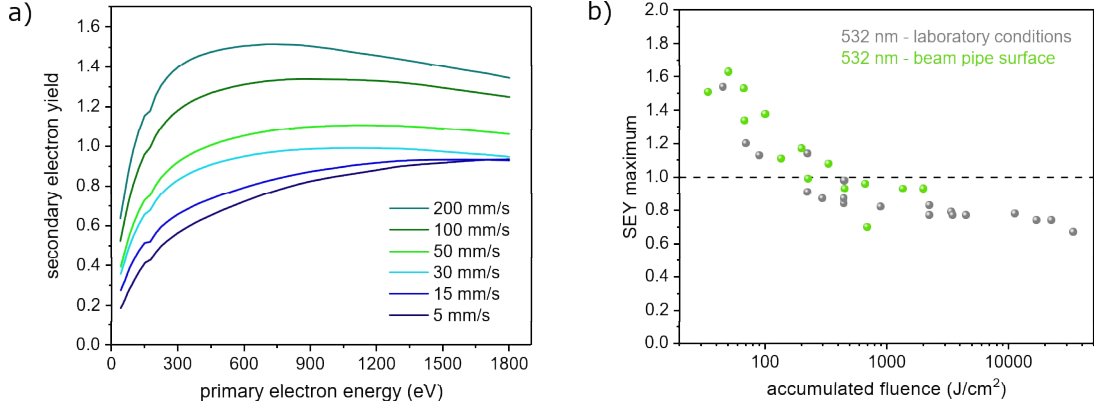 a)
secondary electron yield
1.6
1.4
1.2
1.0
0.8
0.6
0.4
0.2
0.0
200 mm/s
100 mm/s
50 mm/s
30 mm/s
15 mm/s
5 mm/s
0 300 600 900 1200 1500 1800
primary electron energy (eV)
b)
SEY maximum
2.0
1.8
1.6
1.4
1.2
1.0
0.8
0.6
0.4
0.2
0.0
532 nm - laboratory conditions
532 nm - beam pipe surface
100 1000 10000
accumulated fluence (J/cm²)